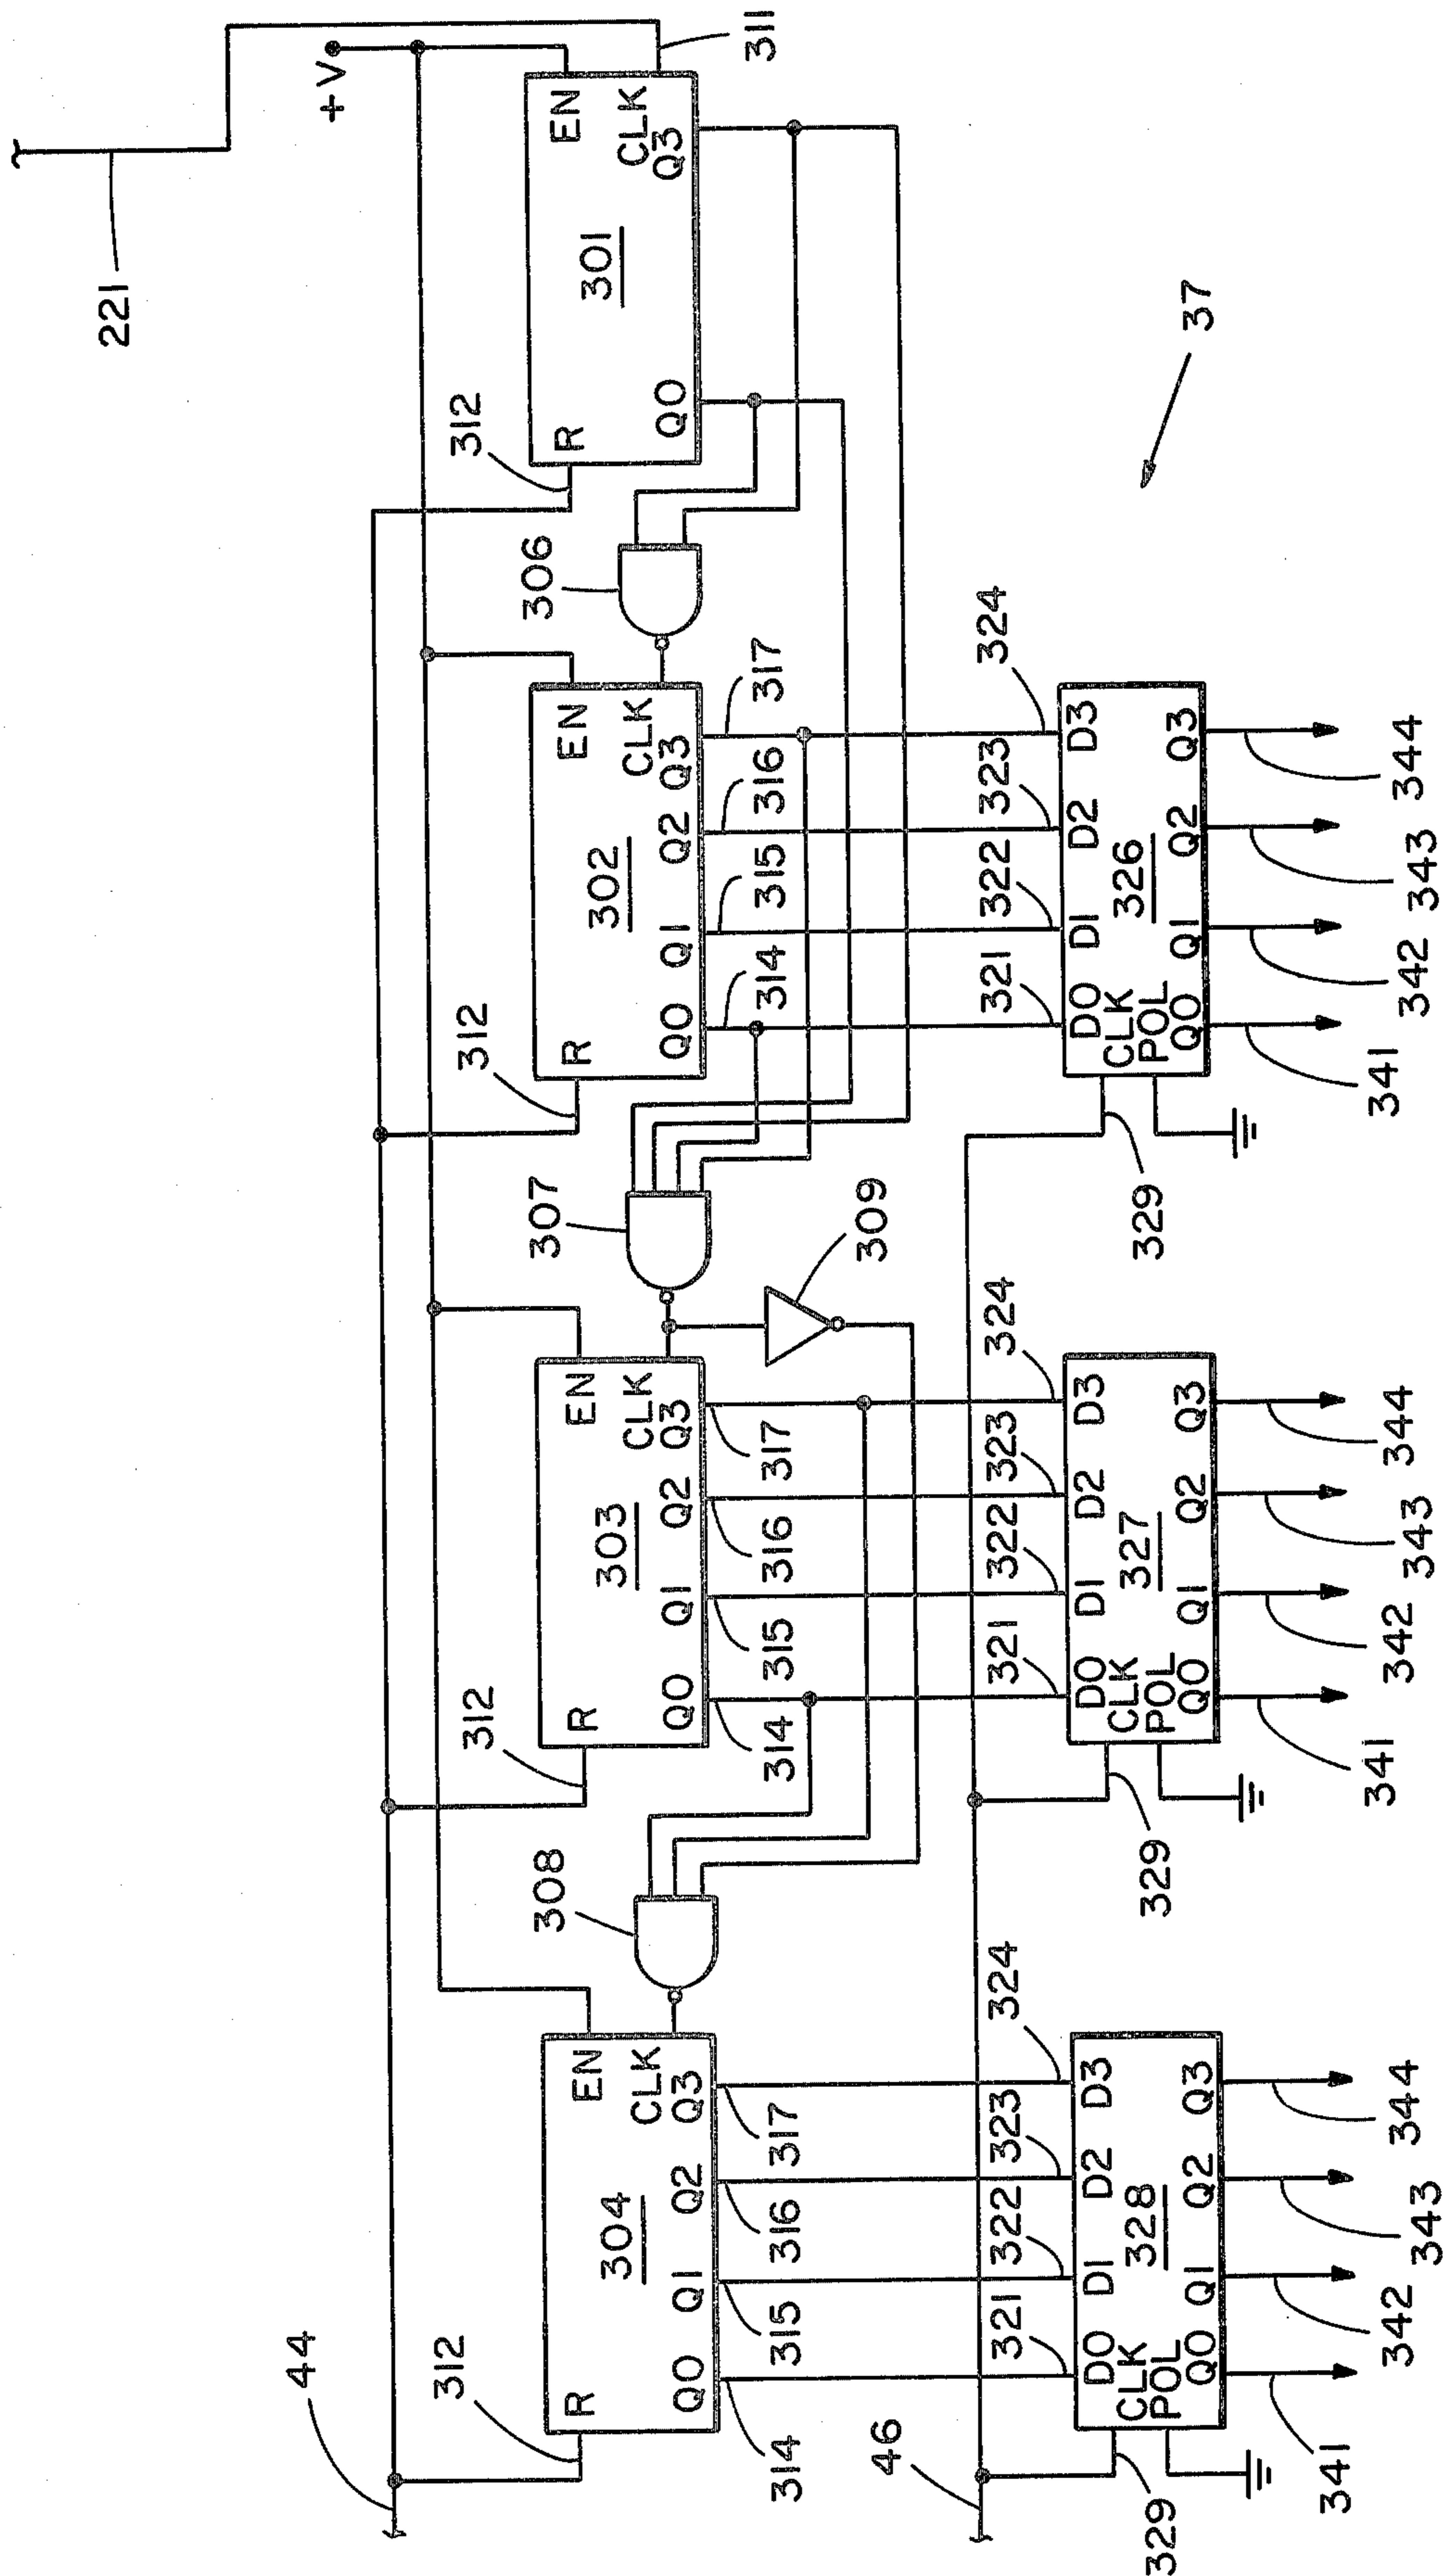 221
44 +V
312 312 312 312
308 307 306
R EN R EN R EN R EN
304 303 302 301
CLK CLK CLK CLK
Q0 Q1 Q2 Q3 Q0 Q1 Q2 Q3 Q0 Q1 Q2 Q3 Q0 Q3
311
314 315 316 317 314 315 316 317 314 315 316 317
309
46
321 322 323 324 321 322 323 324 321 322 323 324
D0 D1 D2 D3 D0 D1 D2 D3 D0 D1 D2 D3
CLK CLK CLK
328 327 326
POL POL POL
Q0 Q1 Q2 Q3 Q0 Q1 Q2 Q3 Q0 Q1 Q2 Q3
329 329 329
37
341 342 343 344 341 342 343 344 341 342 343 344